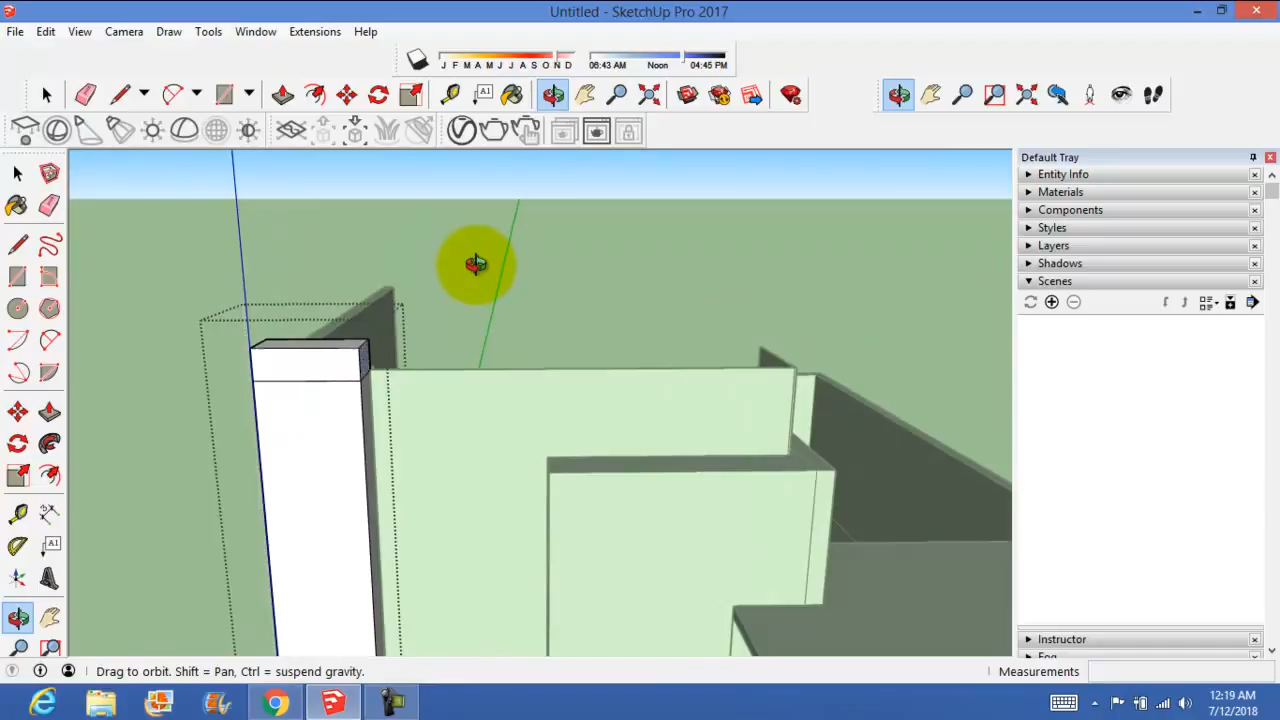 Untitled - SketchUp Pro 2017
File Edit View Camera Draw Tools Window Extensions Help
J F M A M J J A S O N D 06:43 AM Noon 04:45 PM
A1
Default Tray
Entity Info
Materials
Components
Styles
Layers
Shadows
Scenes
A1
Instructor
Drag to orbit. Shift = Pan, Ctrl = suspend gravity.
Measurements
12:19 AM
7/12/2018